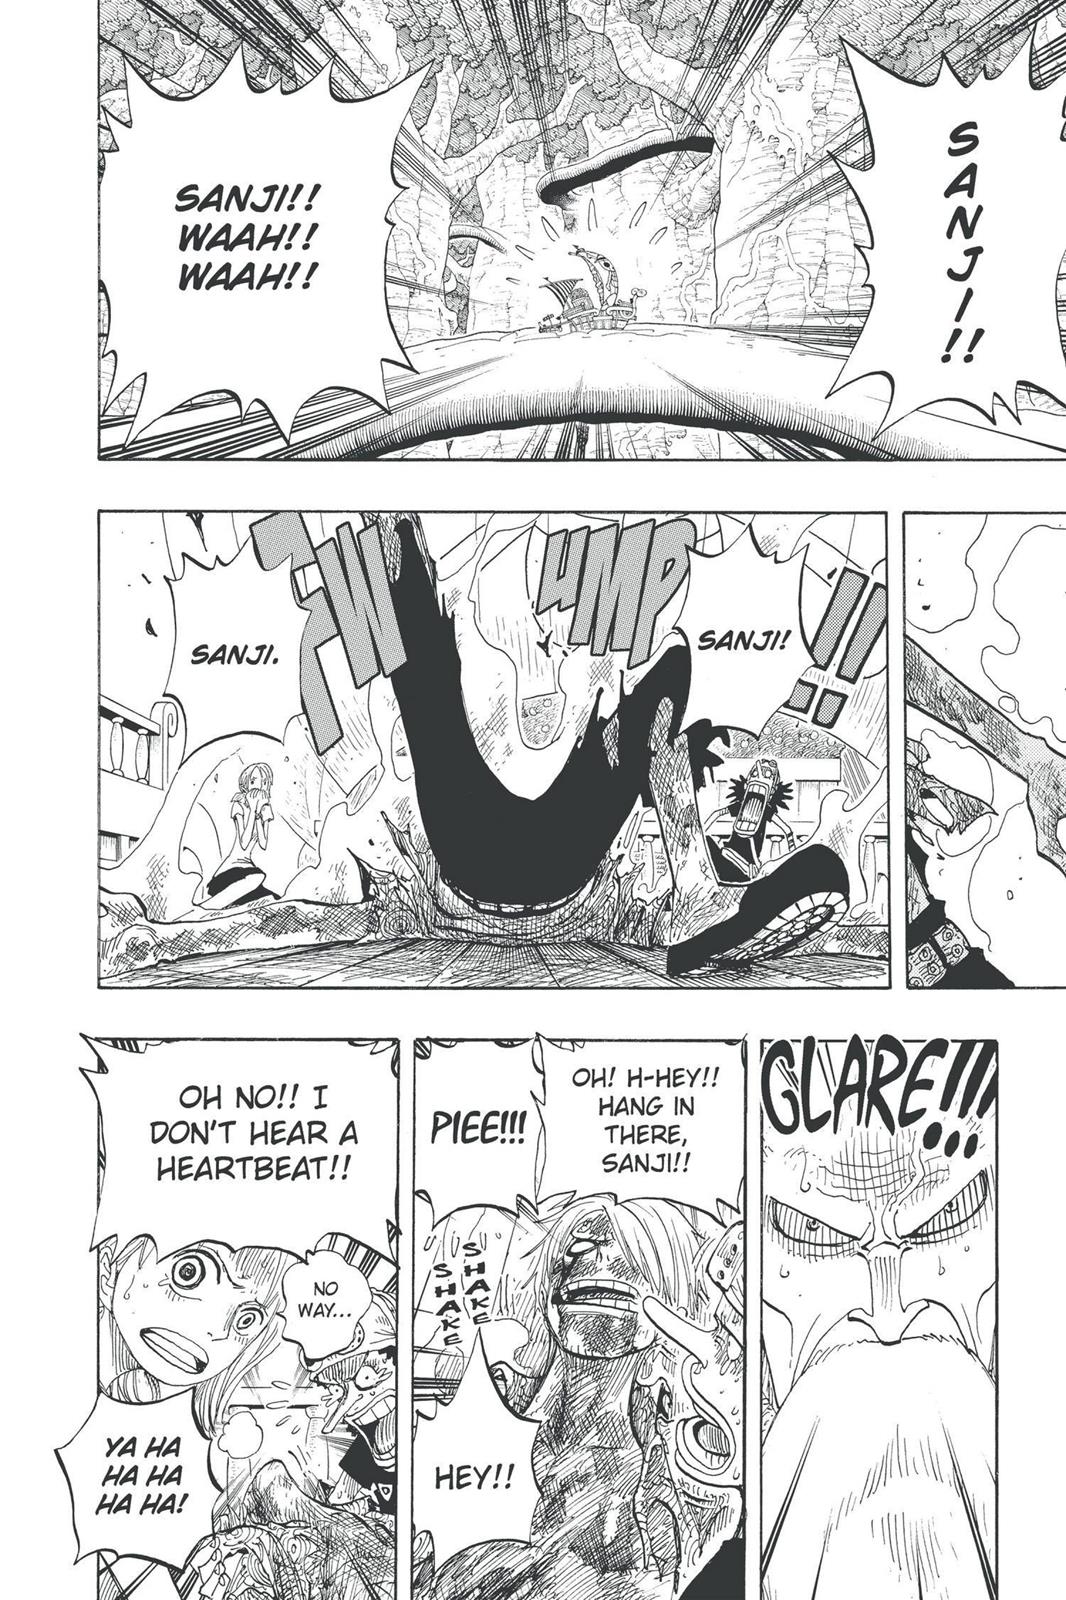 SANJI!!
SANJI!!
WAAH!!
WAAH!!
!!
UMP
SANJI!
SANJI.
GLARE!!!
OH! H-HEY!!
HANG IN
THERE,
SANJI!!
PIEE!!!
SHAKE
SHAKE
HEY!!
OH NO!! I
DON'T HEAR A
HEARTBEAT!!
NO
WAY...
YA HA
HA HA
HA HA!